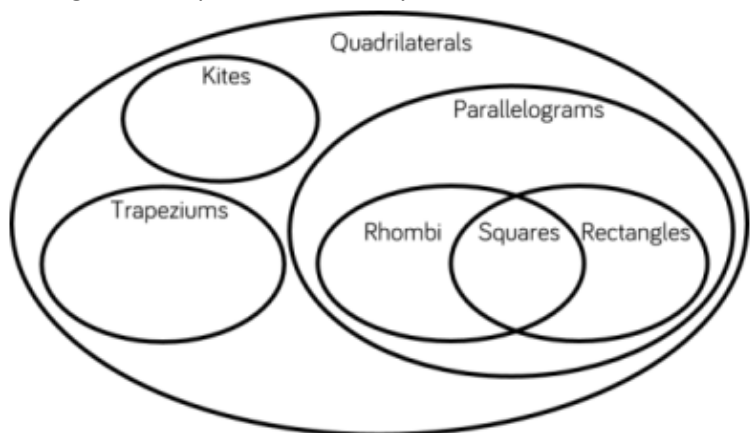 Quadrilaterals
Kites
Parallelograms
Trapeziums
Rhombi
Squares
Rectangles